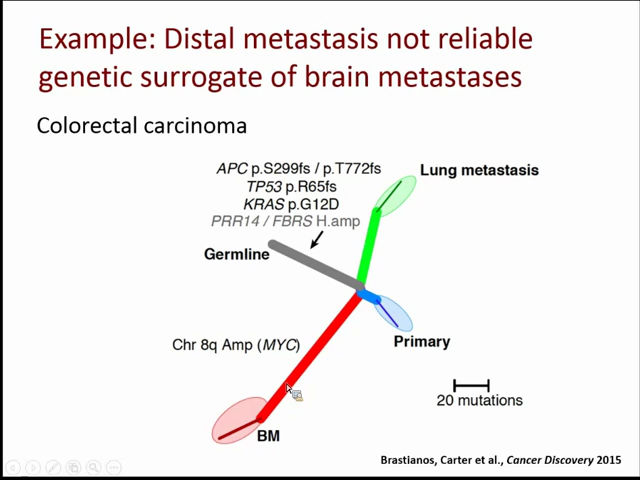 Example: Distal metastasis not reliable
genetic surrogate of brain metastases
Colorectal carcinoma
APC p.S299fs / p.T772fs
TP53 p.R65fs
KRAS p.G12D
PRR14 / FBRS H.amp
Lung metastasis
Germline
Primary
Chr 8q Amp (MYC)
20 mutations
BM
Brastianos, Carter et al., Cancer Discovery 2015